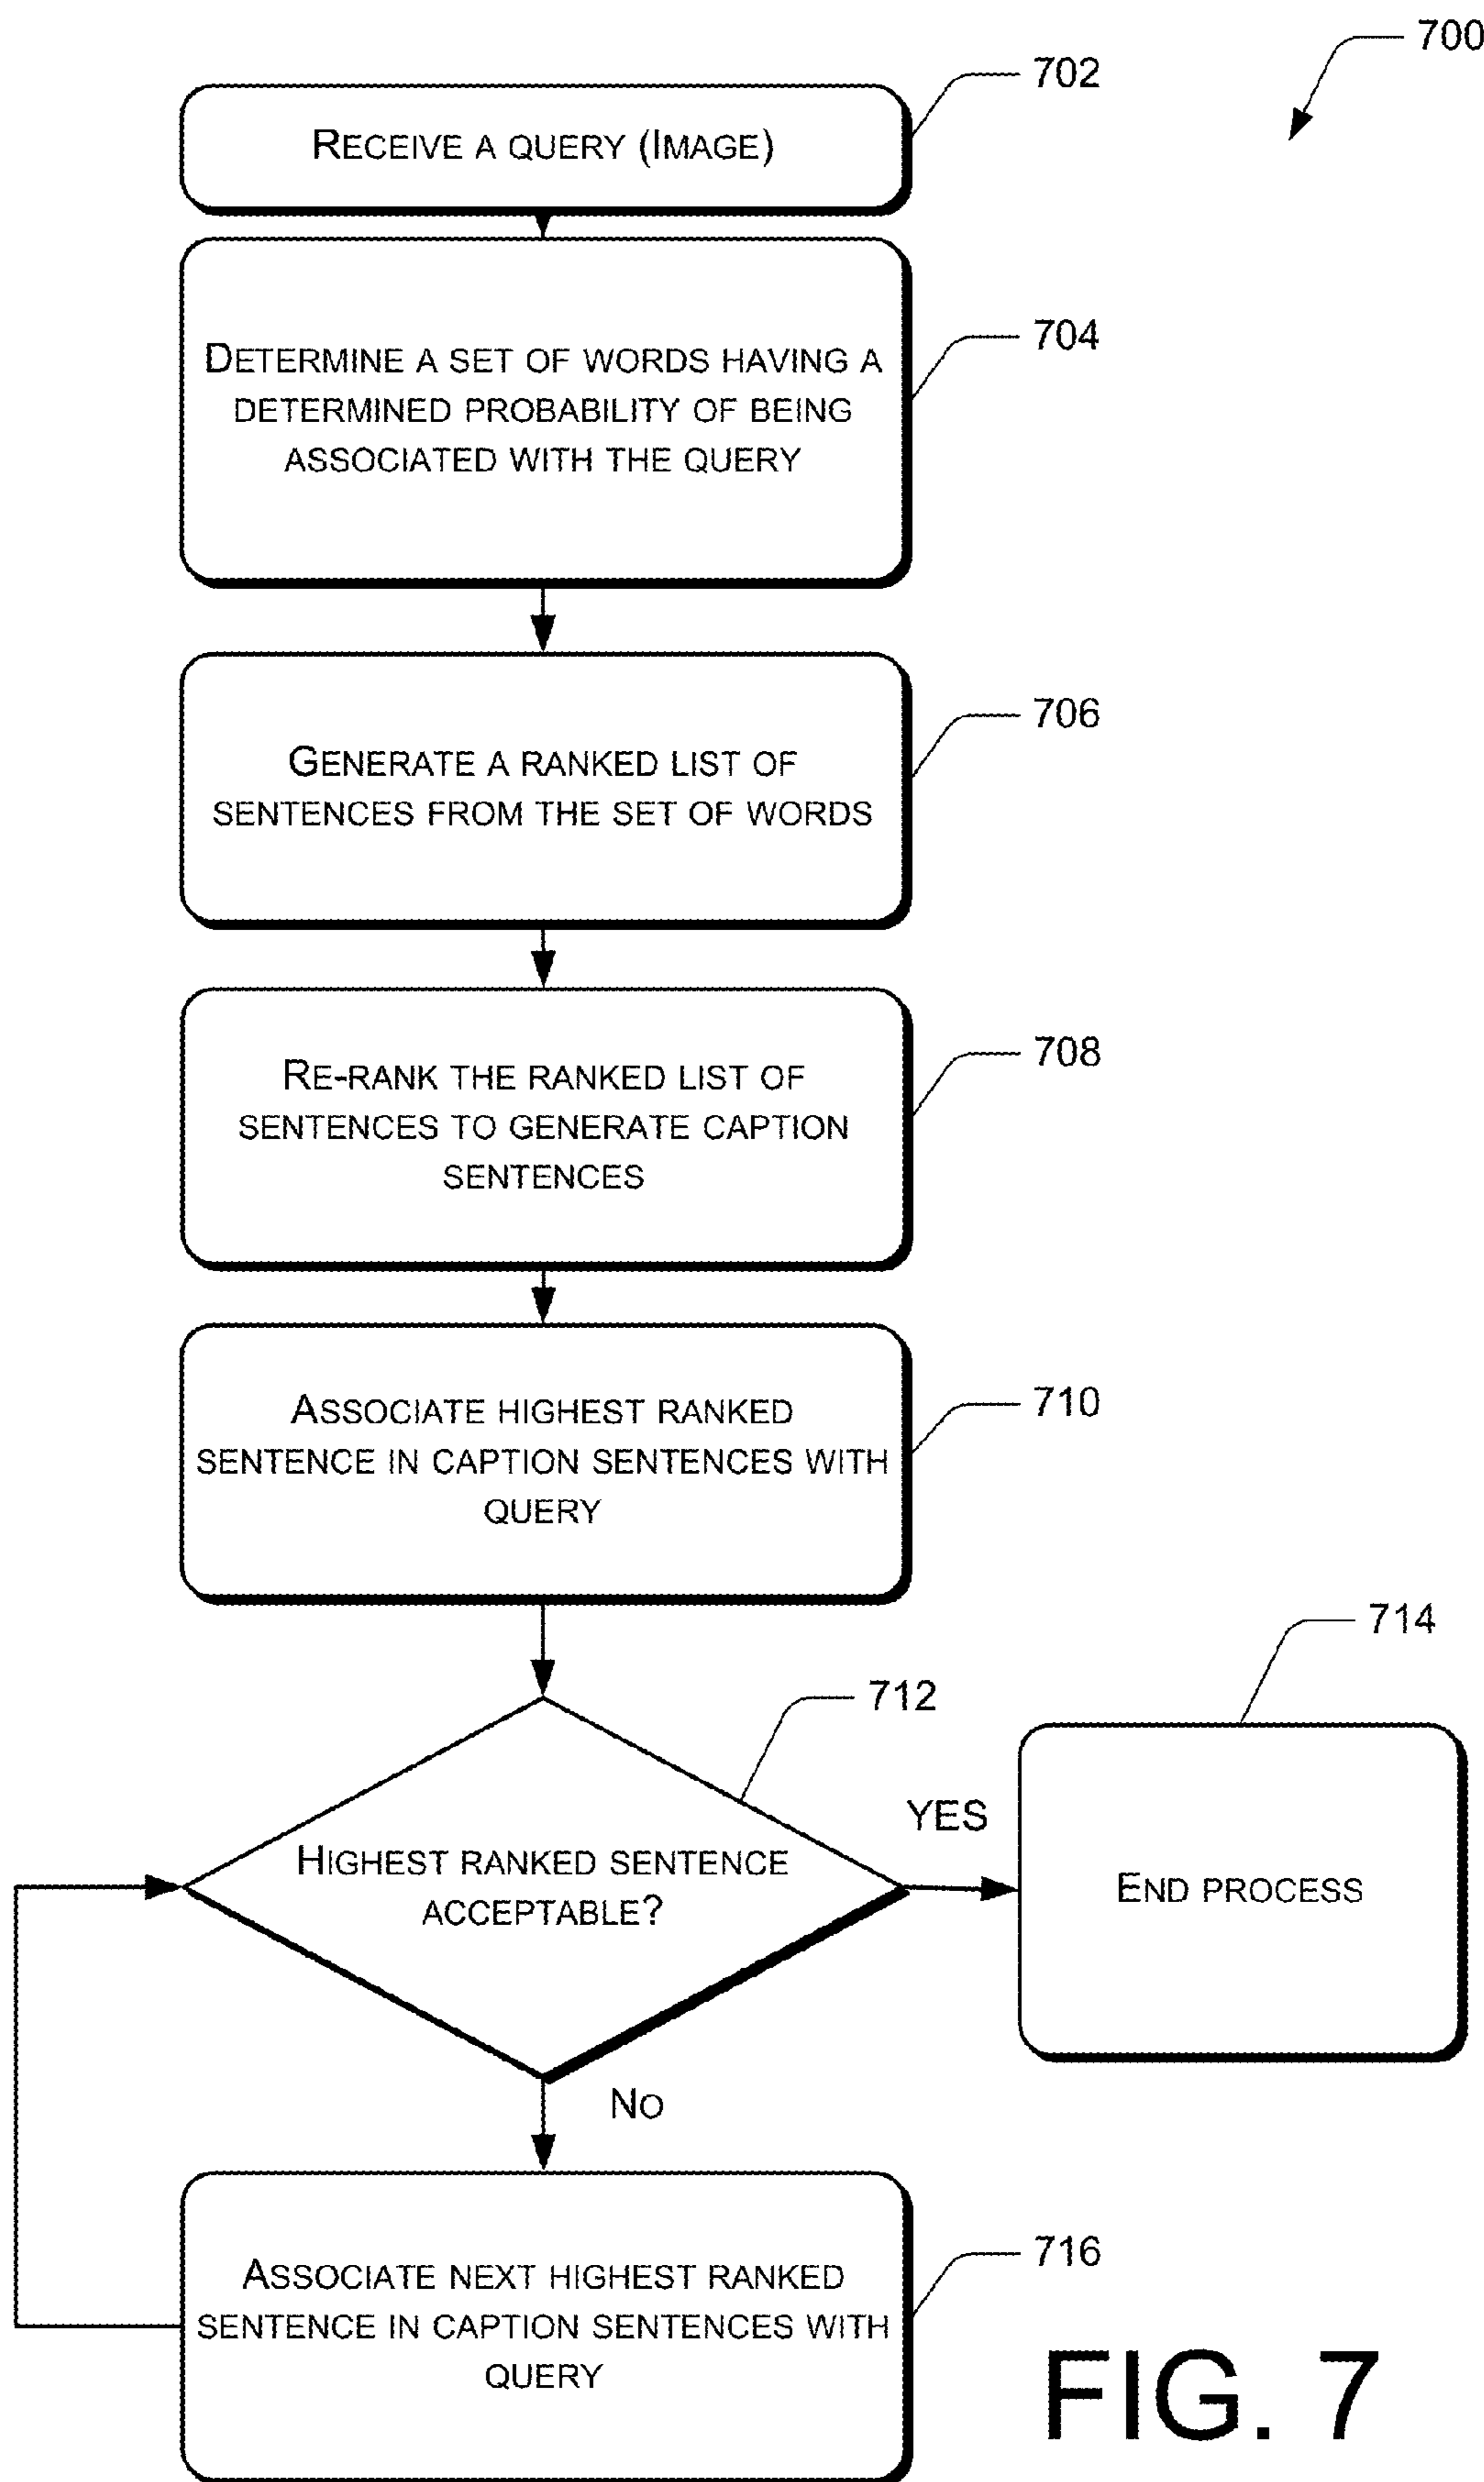 700
702
RECEIVE A QUERY (IMAGE)
704
DETERMINE A SET OF WORDS HAVING A
DETERMINED PROBABILITY OF BEING
ASSOCIATED WITH THE QUERY
706
GENERATE A RANKED LIST OF
SENTENCES FROM THE SET OF WORDS
708
RE-RANK THE RANKED LIST OF
SENTENCES TO GENERATE CAPTION
SENTENCES
710
ASSOCIATE HIGHEST RANKED
SENTENCE IN CAPTION SENTENCES WITH
QUERY
712
HIGHEST RANKED SENTENCE
ACCEPTABLE?
YES
714
END PROCESS
NO
716
ASSOCIATE NEXT HIGHEST RANKED
SENTENCE IN CAPTION SENTENCES WITH
QUERY
FIG. 7